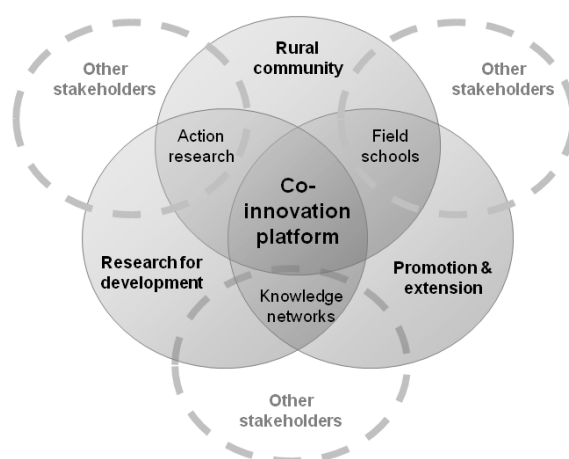 Rural
community
Other
stakeholders
Other
stakeholders
Action
research
Field
schools
Co-
innovation
platform
Research for
development
Promotion &
extension
Knowledge
networks
Other
stakeholders